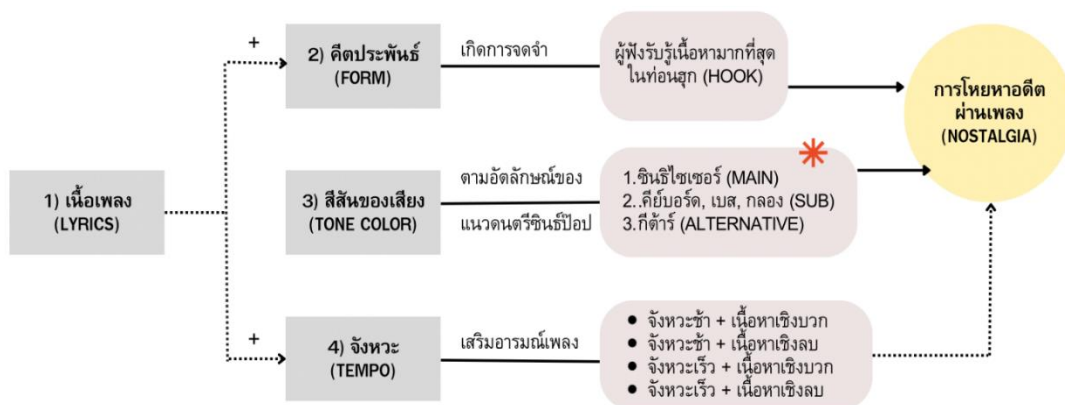 1) เนื้อเพลง
(LYRICS)
+
2) คีตประพันธ์
(FORM)
เกิดการจดจำ
ผู้ฟังรับรู้เนื้อหามากที่สุด
ในท่อนฮุก (HOOK)
3) สีสันของเสียง
(TONE COLOR)
ตามอัตลักษณ์ของ
แนวดนตรีซินธ์ป๊อป
1.ซินธิไซเซอร์ (MAIN)
2..คีย์บอร์ด, เบส, กลอง (SUB)
3.กีต้าร์ (ALTERNATIVE)
+
4) จังหวะ
(TEMPO)
เสริมอารมณ์เพลง
● จังหวะช้า + เนื้อหาเชิงบวก
● จังหวะช้า + เนื้อหาเชิงลบ
● จังหวะเร็ว + เนื้อหาเชิงบวก
● จังหวะเร็ว + เนื้อหาเชิงลบ
การโหยหาอดีต
ผ่านเพลง
(NOSTALGIA)